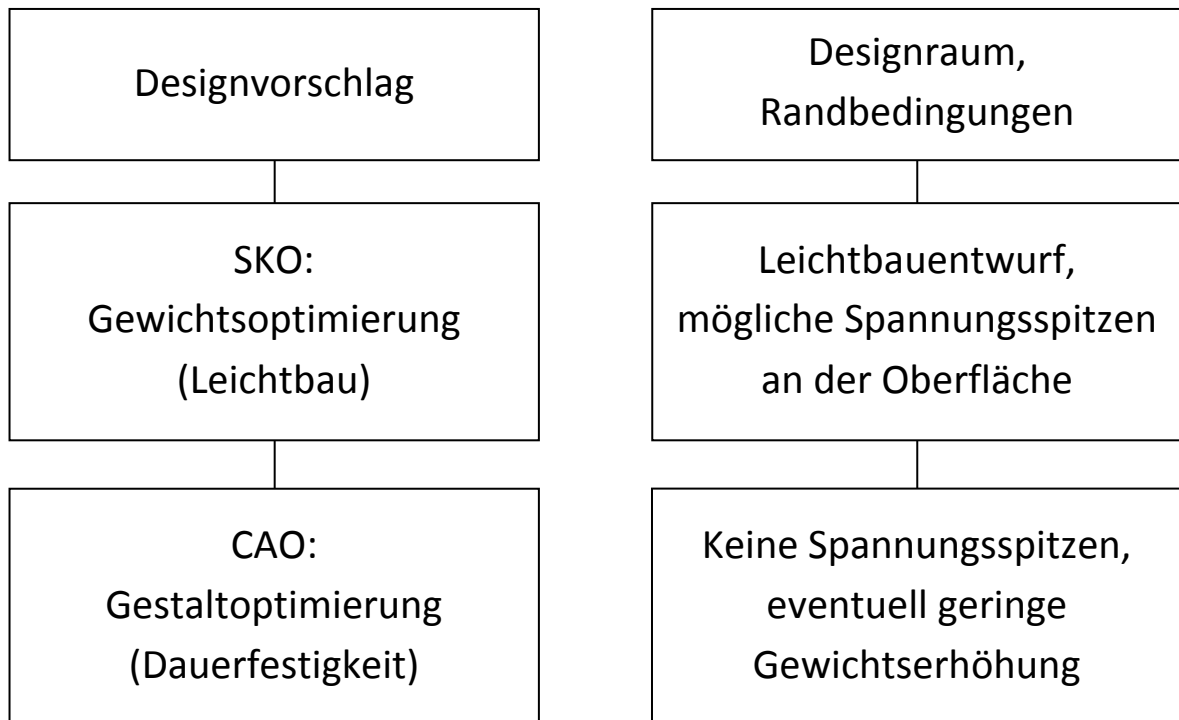 Designvorschlag
Designraum,
Randbedingungen
SKO:
Gewichtsoptimierung
(Leichtbau)
Leichtbauentwurf,
mögliche Spannungsspitzen
an der Oberfläche
CAO:
Gestaltoptimierung
(Dauerfestigkeit)
Keine Spannungsspitzen,
eventuell geringe
Gewichtserhöhung